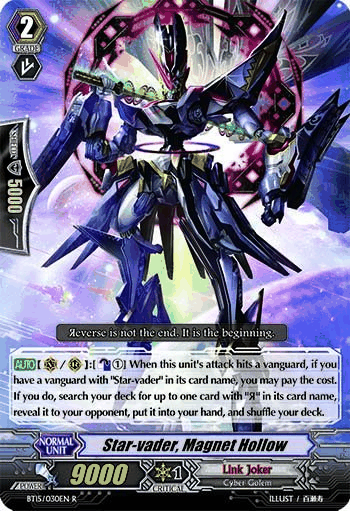 2
GRADE
SHIELD
5000
Яeverse is not the end. It is the beginning.
AUTO [ / ]:[ ①] When this unit's attack hits a vanguard, if you
have a vanguard with "Star-vader" in its card name, you may pay the cost.
If you do, search your deck for up to one card with "Я" in its card name,
reveal it to your opponent, put it into your hand, and shuffle your deck.
NORMAL
UNIT
Star-vader, Magnet Hollow
POWER
9000
1
CRITICAL
Link Joker
Cyber Golem
BT15/030EN R
ILLUST / 百瀬寿